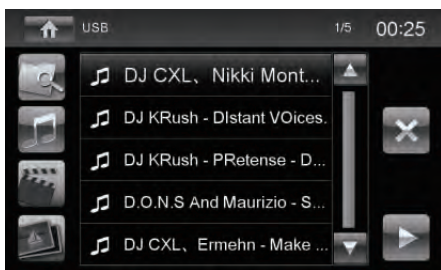 USB 1/5 00:25
DJ CXL、Nikki Mont...
DJ KRush - DIstant VOices.
DJ KRush - PRetense - D...
D.O.N.S And Maurizio - S...
DJ CXL、Ermehn - Make ...